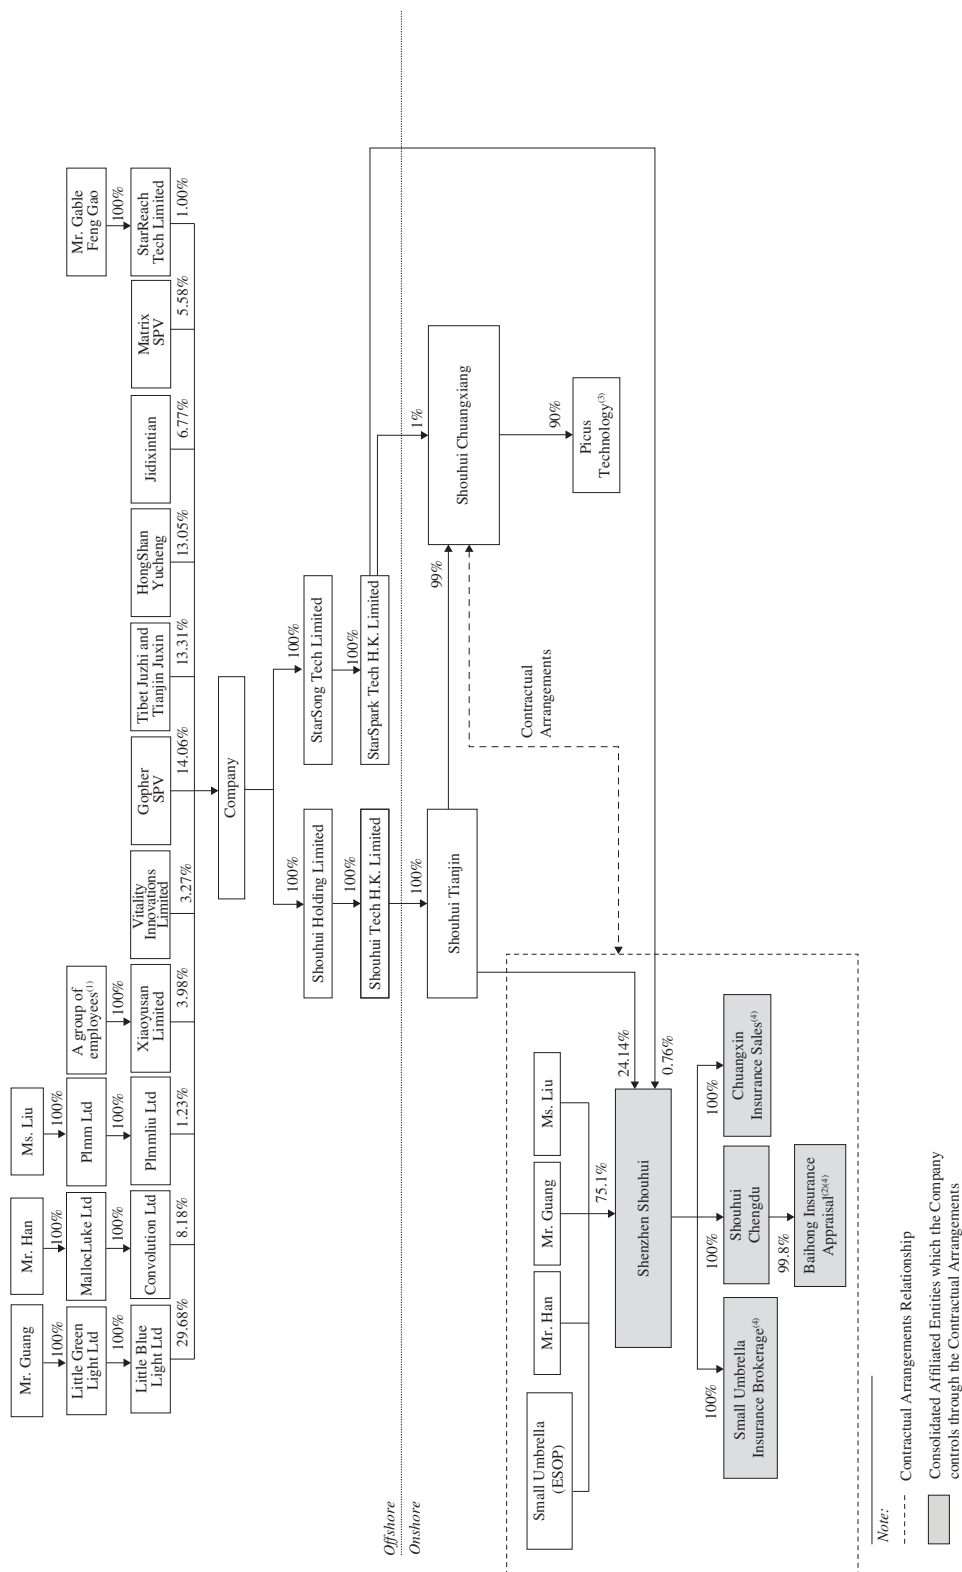 Mr. Guang
Mr. Han
Ms. Liu
100%
100%
100%
Little Green
Light Ltd
MallocLuke Ltd
Plmm Ltd
A group of
employees(1)
Mr. Gable
Feng Gao
100%
100%
100%
100%
100%
Little Blue
Light Ltd
Convolution Ltd
Plmmliu Ltd
Xiaoyusan
Limited
Vitality
Innovations
Limited
Gopher
SPV
Tibet Juzhi and
Tianjin Juxin
HongShan
Yucheng
Jidixintian
Matrix
SPV
StarReach
Tech Limited
29.68%
8.18%
1.23%
3.98%
3.27%
14.06%
13.31%
13.05%
6.77%
5.58%
1.00%
Company
100%
100%
Shouhui Holding Limited
StarSong Tech Limited
100%
100%
Shouhui Tech H.K. Limited
StarSpark Tech H.K. Limited
Offshore
Onshore
100%
1%
Shouhui Tianjin
99%
Shouhui Chuangxiang
Contractual
Arrangements
90%
Picus
Technology(3)
Small Umbrella
(ESOP)
Mr. Han
Mr. Guang
Ms. Liu
75.1%
24.14%
0.76%
Shenzhen Shouhui
100%
100%
100%
Small Umbrella
Insurance Brokerage(4)
Shouhui
Chengdu
Chuangxin
Insurance Sales(4)
99.8%
Baihong Insurance
Appraisal(2)(4)
Note:
Contractual Arrangements Relationship
Consolidated Affiliated Entities which the Company
controls through the Contractual Arrangements